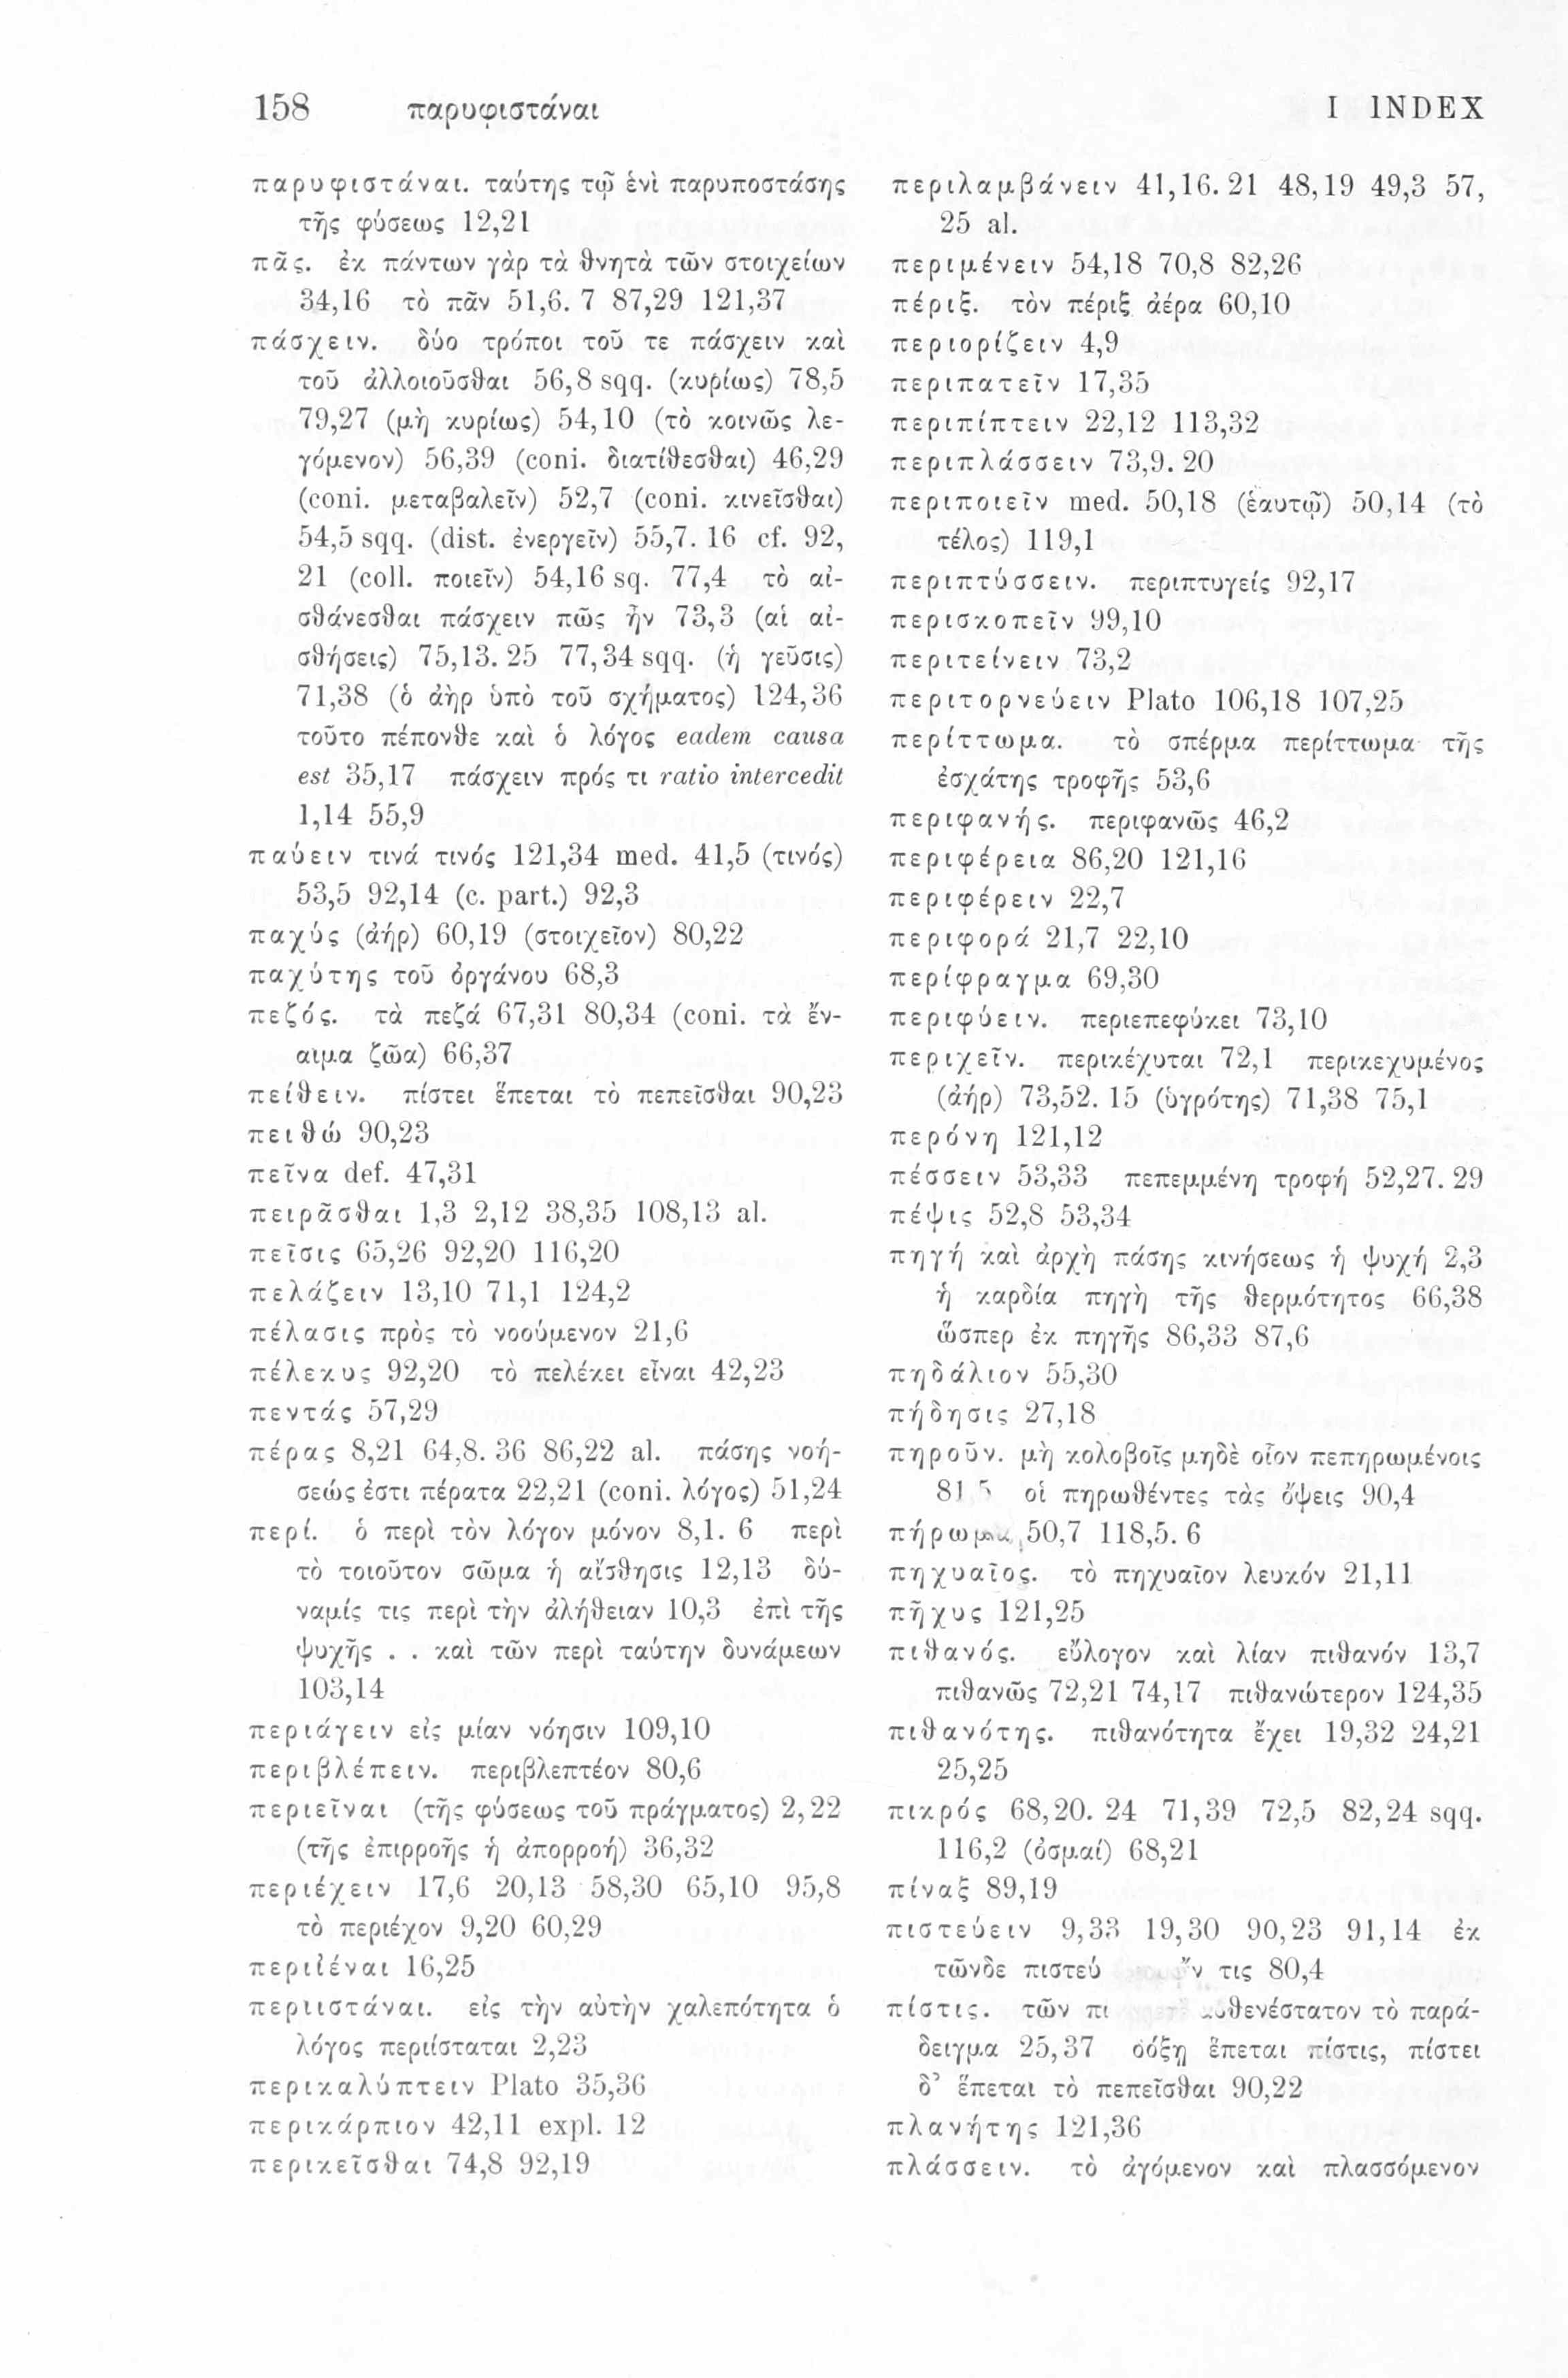 158 παρυφιστάναι I INDEX
παρυφιστάναι. ταύτης τῷ ἑνὶ παρυποστάσης
τῆς φύσεως 12,21
πᾶς. ἐκ πάντων γὰρ τὰ θνητὰ τῶν στοιχείων
34,16 τὸ πᾶν 51,6. 7 87,29 121,37
πάσχειν. δύο τρόποι τοῦ τε πάσχειν καὶ
τοῦ ἀλλοιοῦσθαι 56,8 sqq. (κυρίως) 78,5
79,27 (μὴ κυρίως) 54,10 (τὸ κοινῶς λε-
γόμενον) 56,39 (coni. διατίθεσθαι) 46,29
(coni. μεταβαλεῖν) 52,7 (coni. κινεῖσθαι)
54,5 sqq. (dist. ἐνεργεῖν) 55,7. 16 cf. 92,
21 (coll. ποιεῖν) 54,16 sq. 77,4 τὸ αἰ-
σθάνεσθαι πάσχειν πῶς ἦν 73,3 (αἱ αἰ-
σθήσεις) 75,13. 25 77,34 sqq. (ἡ γεῦσις)
71,38 (ὁ ἀὴρ ὑπὸ τοῦ σχήματος) 124,36
τοῦτο πέπονθε καὶ ὁ λόγος eadem causa
est 35,17 πάσχειν πρός τι ratio intercedit
1,14 55,9
παύειν τινά τινός 121,34 med. 41,5 (τινός)
53,5 92,14 (c. part.) 92,3
παχύς (ἀήρ) 60,19 (στοιχεῖον) 80,22
παχύτης τοῦ ὀργάνου 68,3
πεζός. τὰ πεζά 67,31 80,34 (coni. τὰ ἔν-
αιμα ζῶα) 66,37
πείθειν. πίστει ἕπεται τὸ πεπεῖσθαι 90,23
πειθώ 90,23
πεῖνα def. 47,31
πειρᾶσθαι 1,3 2,12 38,35 108,13 al.
πεῖσις 65,26 92,20 116,20
πελάζειν 13,10 71,1 124,2
πέλασις πρὸς τὸ νοούμενον 21,6
πέλεκυς 92,20 τὸ πελέκει εἶναι 42,23
πεντάς 57,29
πέρας 8,21 64,8. 36 86,22 al. πάσης νοή-
σεώς ἐστι πέρατα 22,21 (coni. λόγος) 51,24
περί. ὁ περὶ τὸν λόγον μόνον 8,1. 6 περὶ
τὸ τοιοῦτον σῶμα ἡ αἴσθησις 12,13 δύ-
ναμίς τις περὶ τὴν ἀλήθειαν 10,3 ἐπὶ τῆς
ψυχῆς . . καὶ τῶν περὶ ταύτην δυνάμεων
103,14
περιάγειν εἰς μίαν νόησιν 109,10
περιβλέπειν. περιβλεπτέον 80,6
περιεῖναι (τῆς φύσεως τοῦ πράγματος) 2,22
(τῆς ἐπιρροῆς ἡ ἀπορροή) 36,32
περιέχειν 17,6 20,13 58,30 65,10 95,8
τὸ περιέχον 9,20 60,29
περιϊέναι 16,25
περιιστάναι. εἰς τὴν αὐτὴν χαλεπότητα ὁ
λόγος περιίσταται 2,23
περικαλύπτειν Plato 35,36
περικάρπιον 42,11 expl. 12
περικεῖσθαι 74,8 92,19
περιλαμβάνειν 41,16. 21 48,19 49,3 57,
25 al.
περιμένειν 54,18 70,8 82,26
πέριξ. τὸν πέριξ ἀέρα 60,10
περιορίζειν 4,9
περιπατεῖν 17,35
περιπίπτειν 22,12 113,32
περιπλάσσειν 73,9. 20
περιποιεῖν med. 50,18 (ἑαυτῷ) 50,14 (τὸ
τέλος) 119,1
περιπτύσσειν. περιπτυγείς 92,17
περισκοπεῖν 99,10
περιτείνειν 73,2
περιτορνεύειν Plato 106,18 107,25
περίττωμα. τὸ σπέρμα περίττωμα τῆς
ἐσχάτης τροφῆς 53,6
περιφανής. περιφανῶς 46,2
περιφέρεια 86,20 121,16
περιφέρειν 22,7
περιφορά 21,7 22,10
περίφραγμα 69,30
περιφύειν. περιεπεφύκει 73,10
περιχεῖν. περικέχυται 72,1 περικεχυμένος
(ἀήρ) 73,52. 15 (ὑγρότης) 71,38 75,1
περόνη 121,12
πέσσειν 53,33 πεπεμμένη τροφή 52,27. 29
πέψις 52,8 53,34
πηγή καὶ ἀρχὴ πάσης κινήσεως ἡ ψυχή 2,3
ἡ καρδία πηγὴ τῆς θερμότητος 66,38
ὥσπερ ἐκ πηγῆς 86,33 87,6
πηδάλιον 55,30
πήδησις 27,18
πηροῦν. μὴ κολοβοῖς μηδὲ οἷον πεπηρωμένοις
81 5 οἱ πηρωθέντες τὰς ὄψεις 90,4
πήρωμα 50,7 118,5. 6
πηχυαῖος. τὸ πηχυαῖον λευκόν 21,11
πῆχυς 121,25
πιθανός. εὔλογον καὶ λίαν πιθανόν 13,7
πιθανῶς 72,21 74,17 πιθανώτερον 124,35
πιθανότης. πιθανότητα ἔχει 19,32 24,21
25,25
πικρός 68,20. 24 71,39 72,5 82,24 sqq.
116,2 (ὀσμαί) 68,21
πίναξ 89,19
πιστεύειν 9,33 19,30 90,23 91,14 ἐκ
τῶνδε πιστεύ τις 80,4
πίστις. τῶν τὸ παρά-
δειγμα 25,37 δόξῃ ἕπεται πίστις, πίστει
δ’ ἕπεται τὸ πεπεῖσθαι 90,22
πλανήτης 121,36
πλάσσειν. τὸ ἀγόμενον καὶ πλασσόμενον